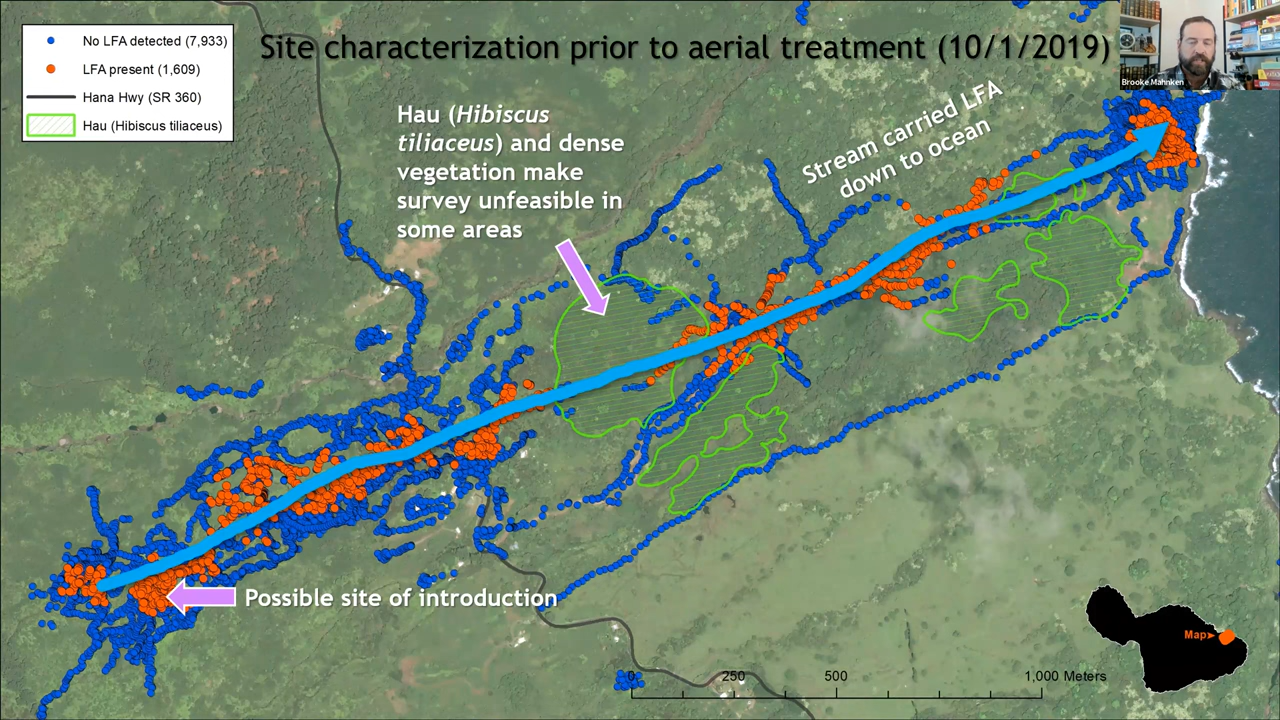 No LFA detected (7,933)
LFA present (1,609)
Hana Hwy (SR 360)
Hau (Hibiscus tiliaceus)
Site characterization prior to aerial treatment (10/1/2019)
Brooke Mahnken
Hau (Hibiscus
tiliaceus) and dense
vegetation make
survey unfeasible in
some areas
Stream carried LFA
down to ocean
Possible site of introduction
Map
0 250 500 1,000 Meters